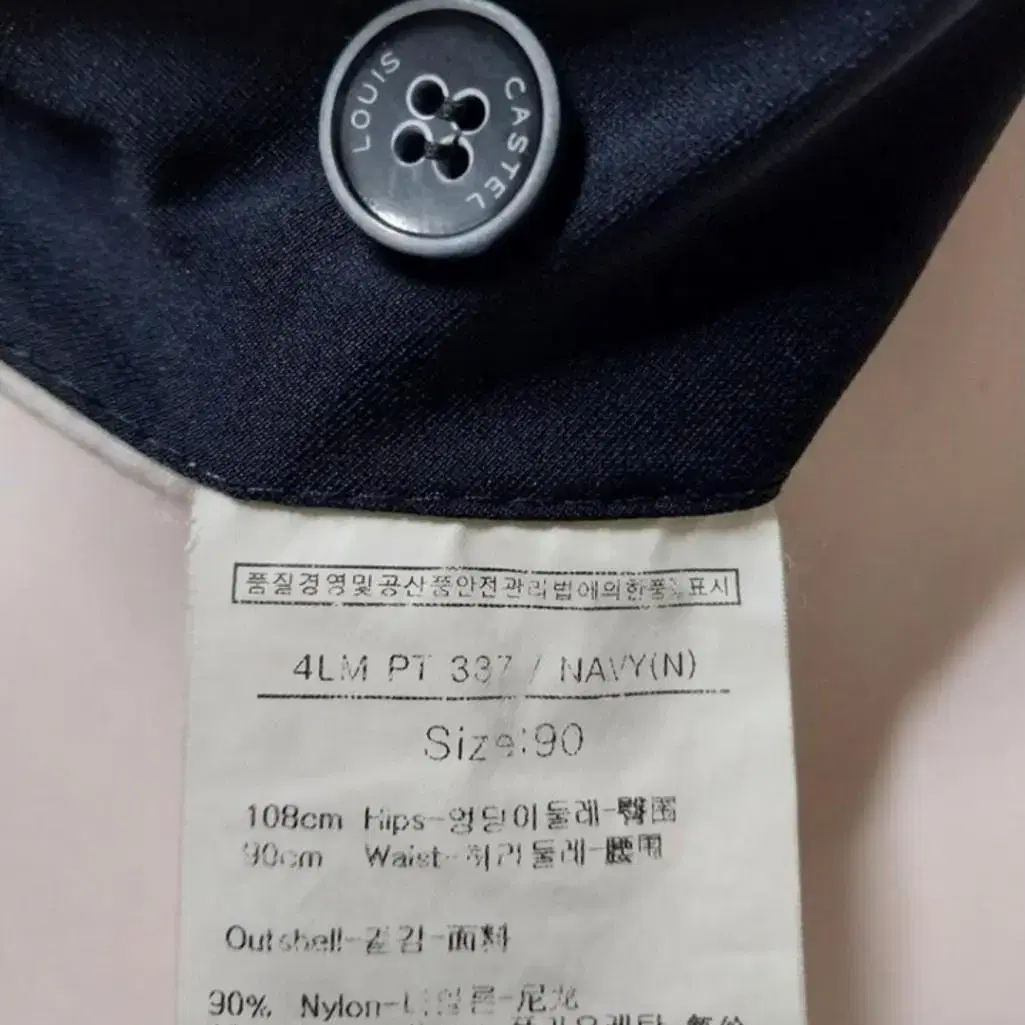 LOUIS CASTEL
품질경영및공산품안전관리법에의한품질표시
4LM PT 337 / NAVY(N)
Size:90
108cm Hips-엉덩이둘레-臀围
90cm Waist-허리둘레-腰围
Outshell-겉감-面料
90% Nylon-나일론-尼龙